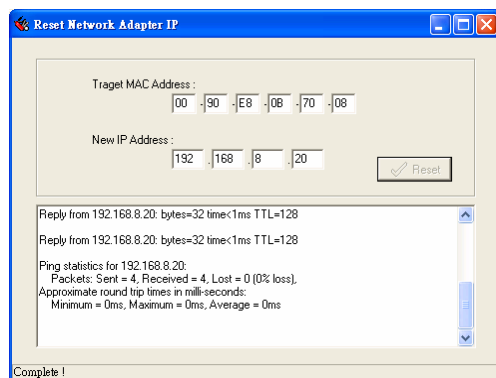 Reset Network Adapter IP
Traget MAC Address :
00 - 90 - E8 - 0B - 70 - 08
New IP Address :
192 . 168 . 8 . 20
Reset
Reply from 192.168.8.20: bytes=32 time<1ms TTL=128
Reply from 192.168.8.20: bytes=32 time<1ms TTL=128
Ping statistics for 192.168.8.20:
Packets: Sent = 4, Received = 4, Lost = 0 (0% loss),
Approximate round trip times in milli-seconds:
Minimum = 0ms, Maximum = 0ms, Average = 0ms
Complete !